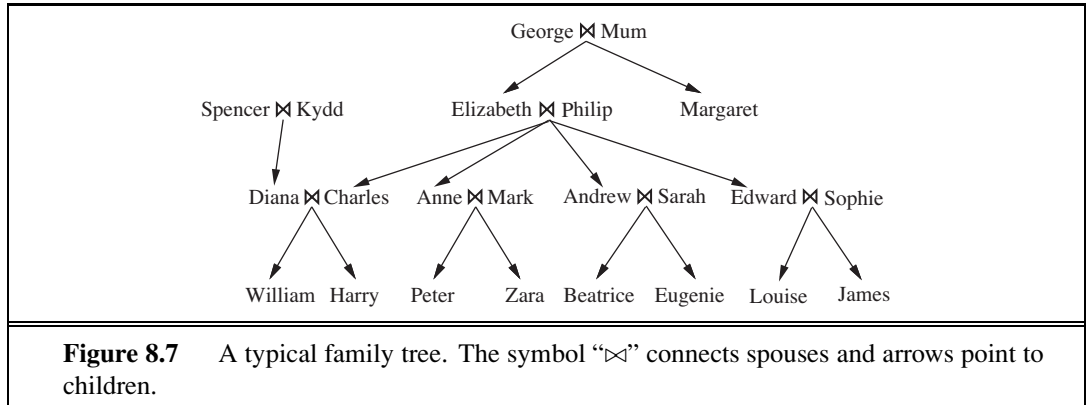 George ⋈ Mum
Spencer ⋈ Kydd Elizabeth ⋈ Philip Margaret
Diana ⋈ Charles Anne ⋈ Mark Andrew ⋈ Sarah Edward ⋈ Sophie
William Harry Peter Zara Beatrice Eugenie Louise James
Figure 8.7 A typical family tree. The symbol “⋈” connects spouses and arrows point to
children.